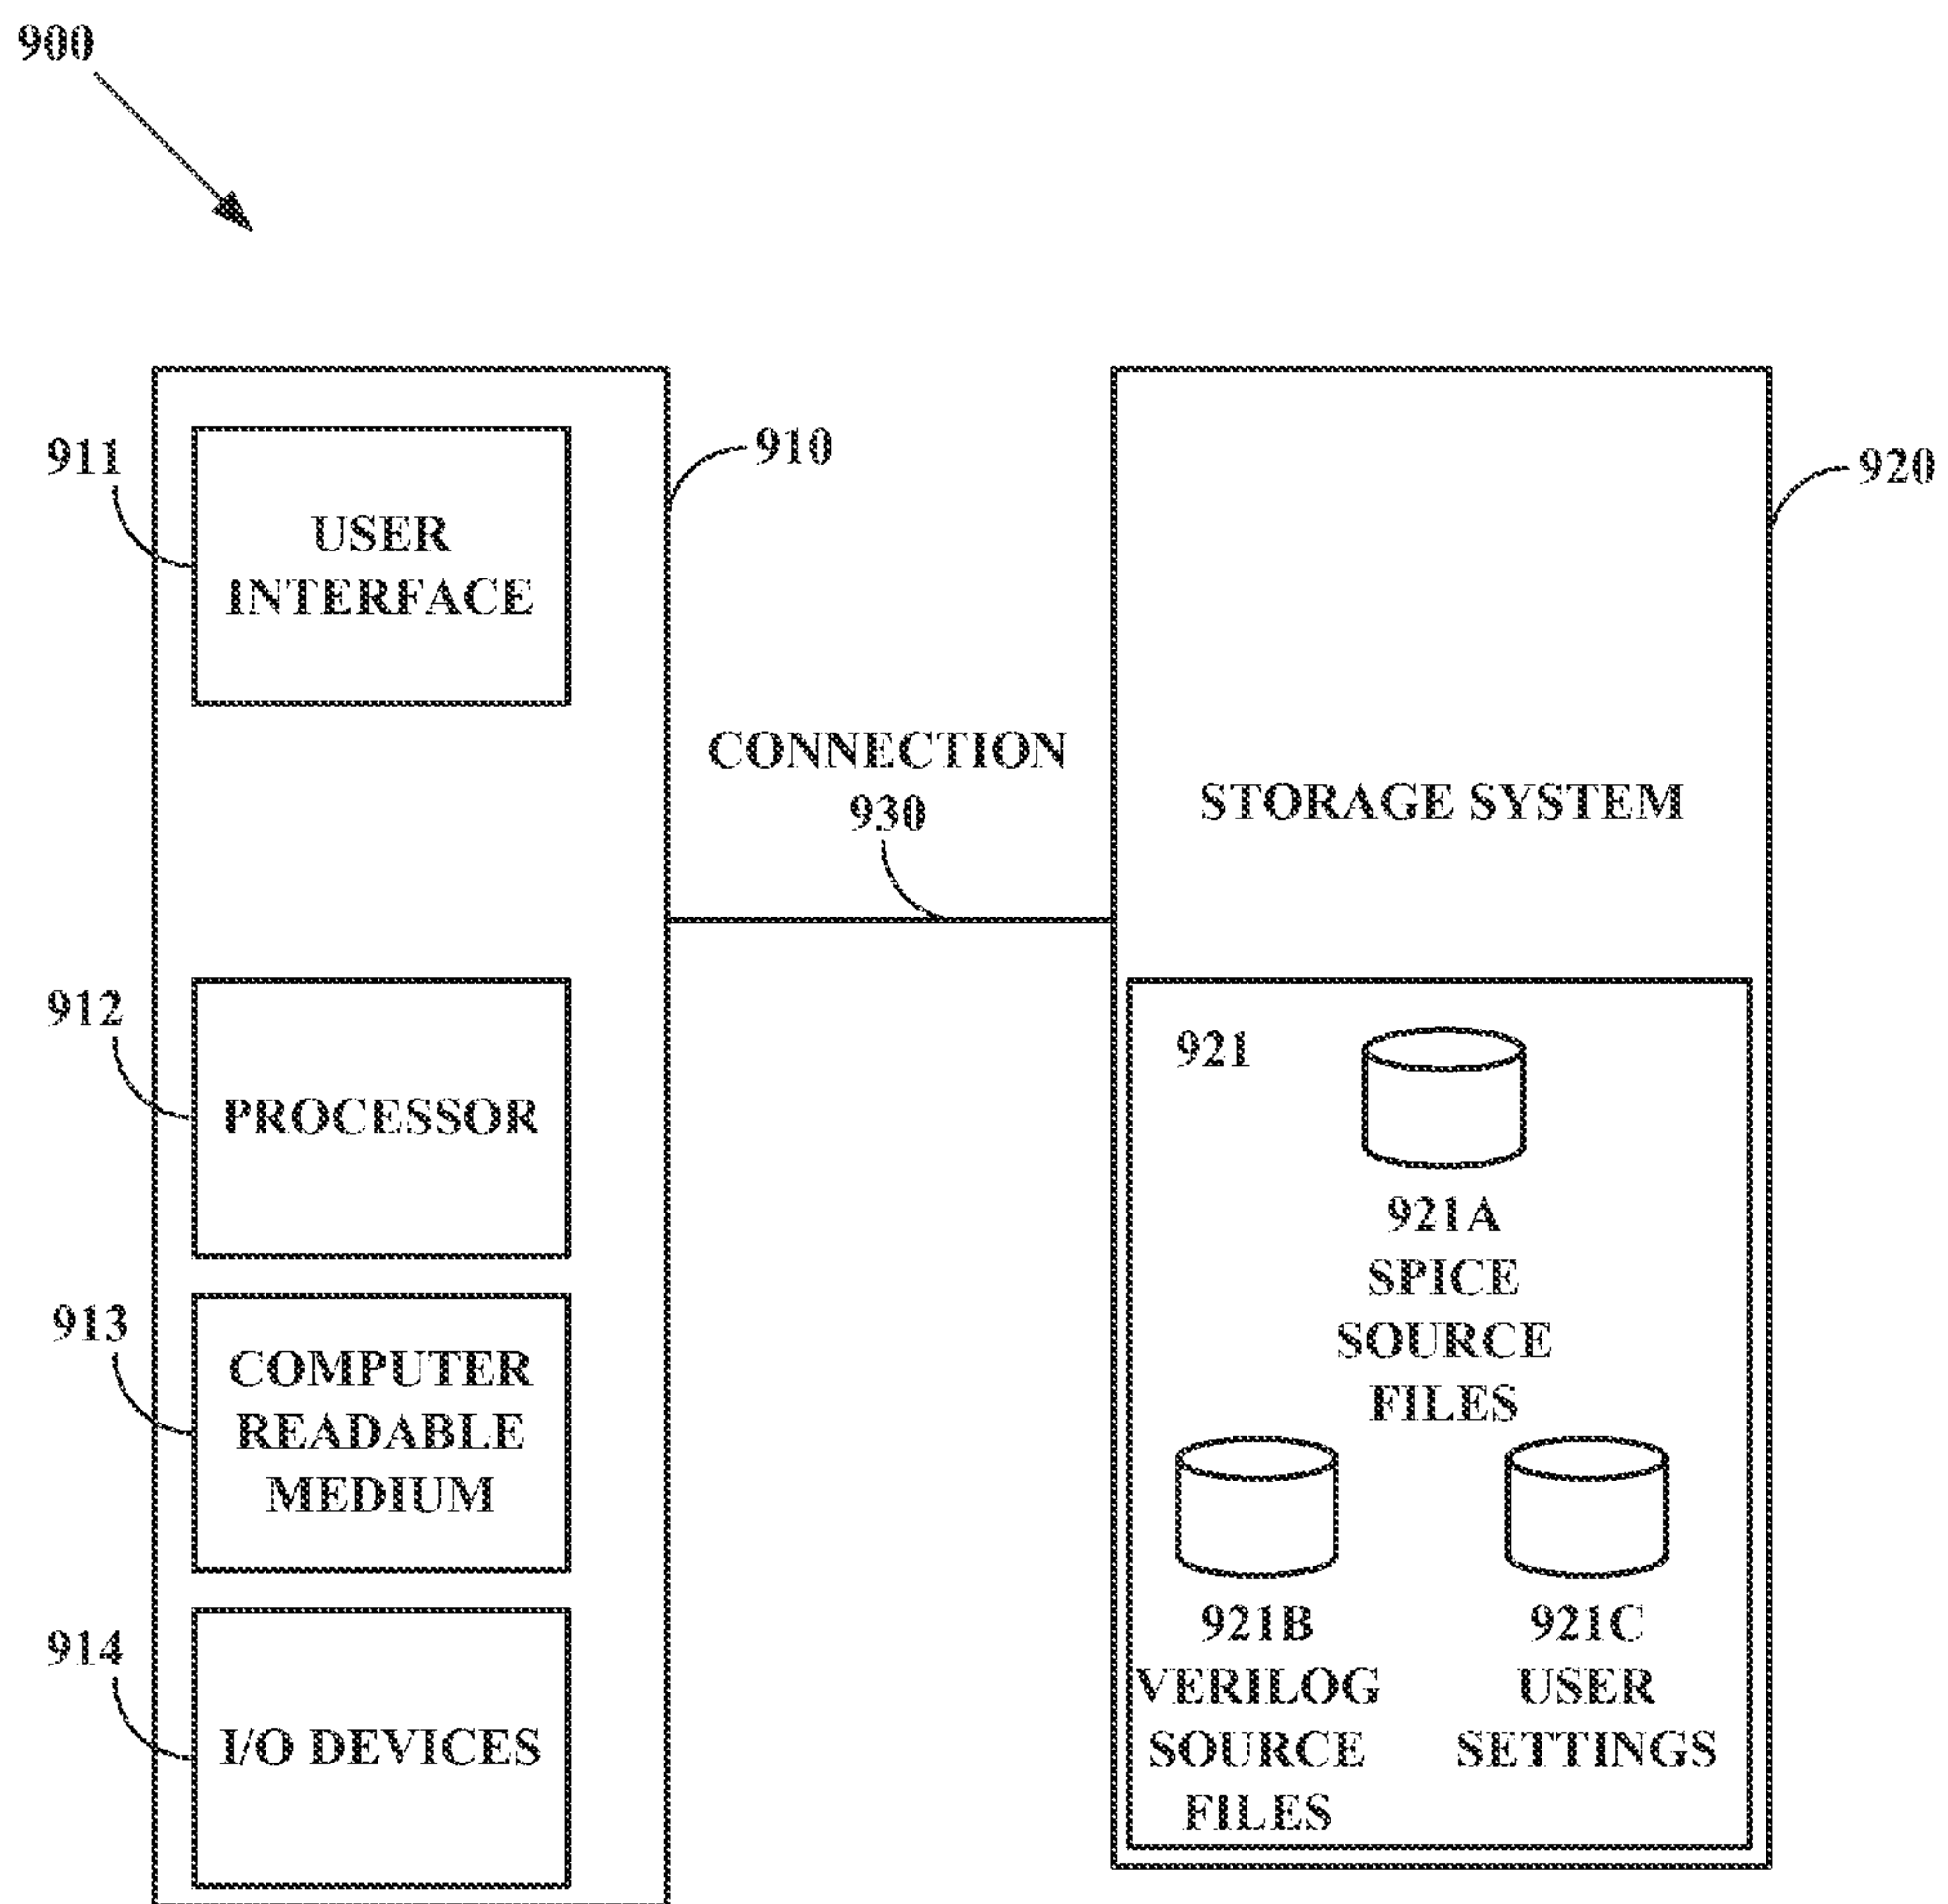 900
911
USER
INTERFACE
910
920
CONNECTION
930
STORAGE SYSTEM
912
PROCESSOR
913
COMPUTER
READABLE
MEDIUM
914
I/O DEVICES
921
921A
SPICE
SOURCE
FILES
921B
VERILOG
SOURCE
FILES
921C
USER
SETTINGS